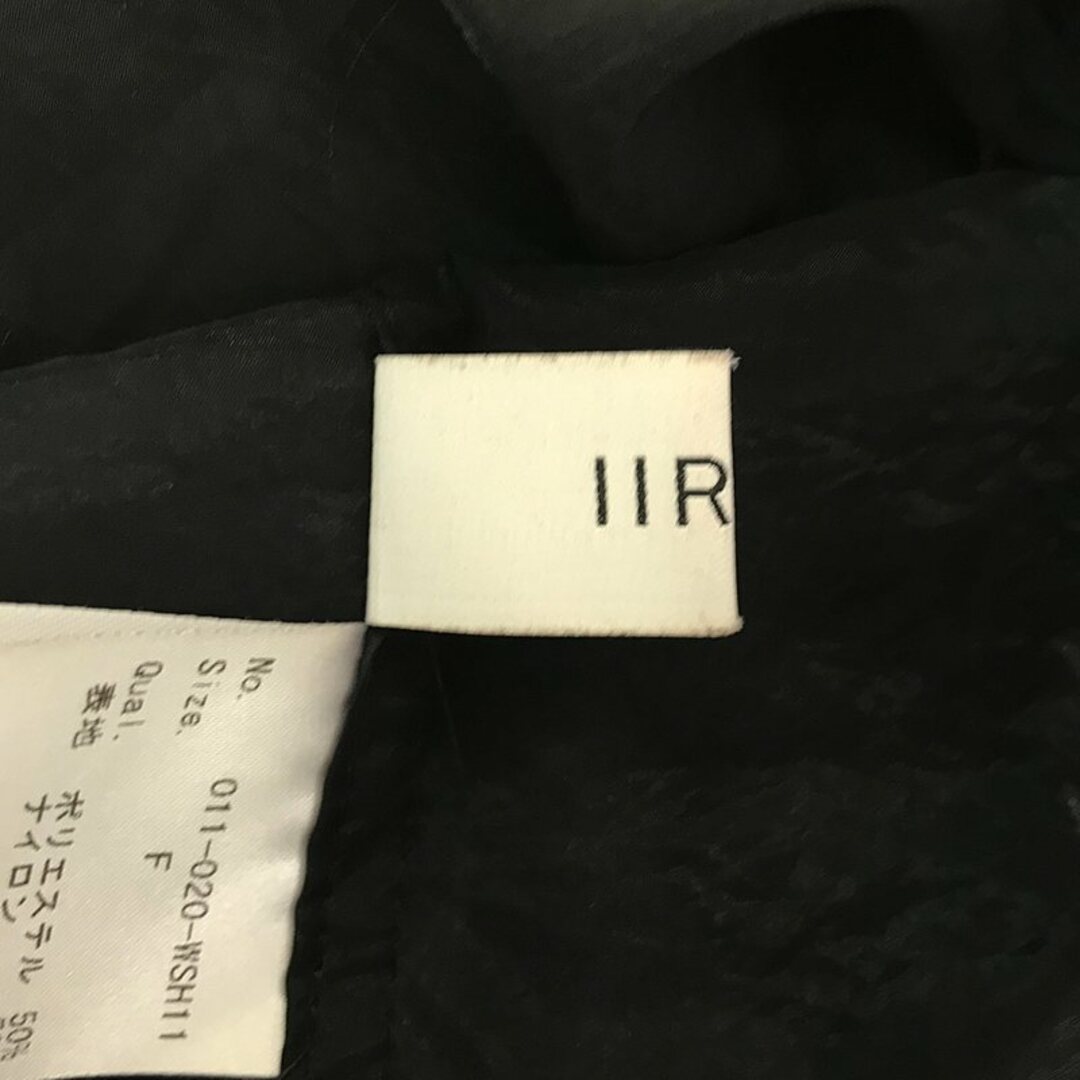 IIR
No. 011-020-WSH11
Size. F
Qual.
表地 ポリエステル 50%
ナイロン